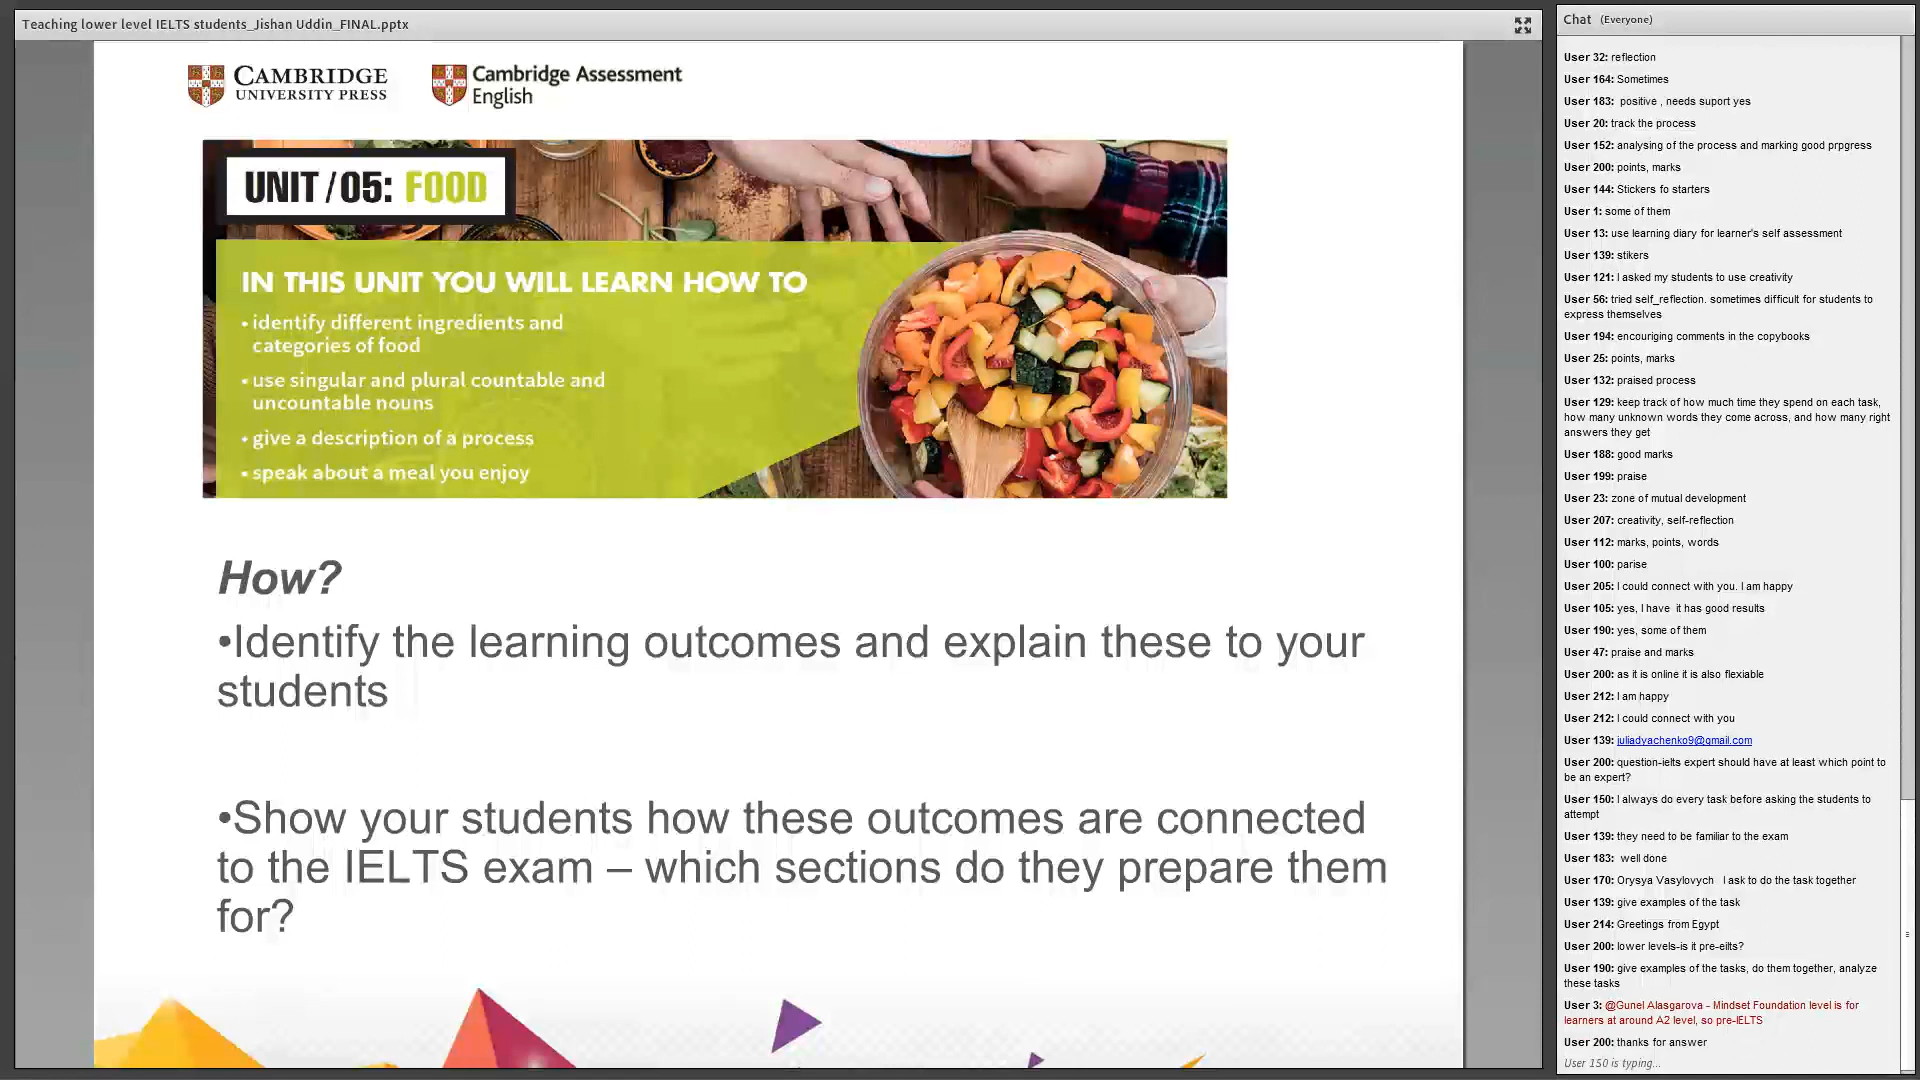 Teaching lower level IELTS students_Jishan Uddin_FINAL.pptx
CAMBRIDGE
UNIVERSITY PRESS
Cambridge Assessment
English
UNIT / 05: FOOD
IN THIS UNIT YOU WILL LEARN HOW TO
• identify different ingredients and
categories of food
• use singular and plural countable and
uncountable nouns
• give a description of a process
• speak about a meal you enjoy
How?
•Identify the learning outcomes and explain these to your
students
•Show your students how these outcomes are connected
to the IELTS exam – which sections do they prepare them
for?
Chat (Everyone)
User 32: reflection
User 164: Sometimes
User 183: positive , needs suport yes
User 20: track the process
User 152: analysing of the process and marking good prpgress
User 200: points, marks
User 144: Stickers fo starters
User 1: some of them
User 13: use learning diary for learner's self assessment
User 139: stikers
User 121: I asked my students to use creativity
User 56: tried self_reflection. sometimes difficult for students to
express themselves
User 194: encouriging comments in the copybooks
User 25: points, marks
User 132: praised process
User 129: keep track of how much time they spend on each task,
how many unknown words they come across, and how many right
answers they get
User 188: good marks
User 199: praise
User 23: zone of mutual development
User 207: creativity, self-reflection
User 112: marks, points, words
User 100: parise
User 205: I could connect with you. I am happy
User 105: yes, I have it has good results
User 190: yes, some of them
User 47: praise and marks
User 200: as it is online it is also flexiable
User 212: I am happy
User 212: I could connect with you
User 139: juliadyachenko9@gmail.com
User 200: question-ielts expert should have at least which point to
be an expert?
User 150: I always do every task before asking the students to
attempt
User 139: they need to be familiar to the exam
User 183: well done
User 170: Orysya Vasylovych I ask to do the task together
User 139: give examples of the task
User 214: Greetings from Egypt
User 200: lower levels-is it pre-eilts?
User 190: give examples of the tasks, do them together, analyze
these tasks
User 3: @Gunel Alasgarova - Mindset Foundation level is for
learners at around A2 level, so pre-IELTS
User 200: thanks for answer
User 150 is typing...